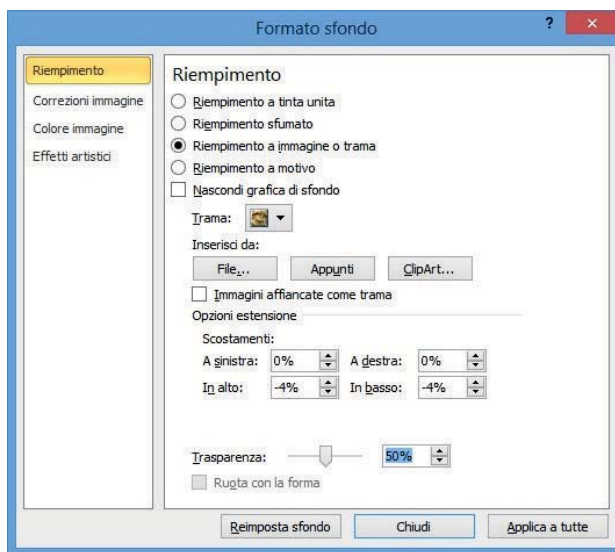 Formato sfondo
?
Riempimento
Correzioni immagine
Colore immagine
Effetti artistici
Riempimento
Riempimento a tinta unita
Riempimento sfumato
Riempimento a immagine o trama
Riempimento a motivo
Nascondi grafica di sfondo
Trama:
Inserisci da:
File... Appunti ClipArt...
Immagini affiancate come trama
Opzioni estensione
Scostamenti:
A sinistra: 0% A destra: 0%
In alto: -4% In basso: -4%
Trasparenza: 50%
Ruota con la forma
Reimposta sfondo Chiudi Applica a tutte